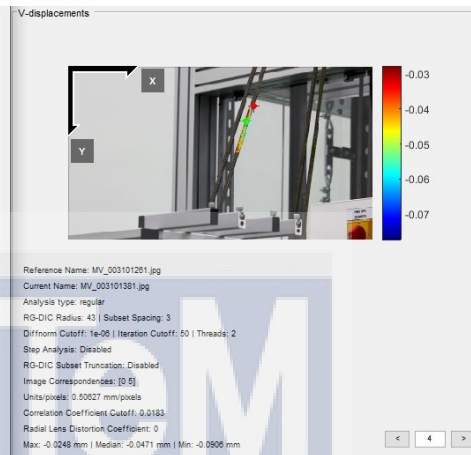 V-displacements
X
Y
-0.03
-0.04
-0.05
-0.06
-0.07
Reference Name: MV_003101261.jpg
Current Name: MV_003101381.jpg
Analysis type: regular
RG-DIC Radius: 43 | Subset Spacing: 3
Diffnorm Cutoff: 1e-06 | Iteration Cutoff: 50 | Threads: 2
Step Analysis: Disabled
RG-DIC Subset Truncation: Disabled
Image Correspondences: [0 5]
Units/pixels: 0.50627 mm/pixels
Correlation Coefficient Cutoff: 0.0183
Radial Lens Distortion Coefficient: 0
Max: -0.0248 mm | Median: -0.0471 mm | Min: -0.0906 mm
< 4 >